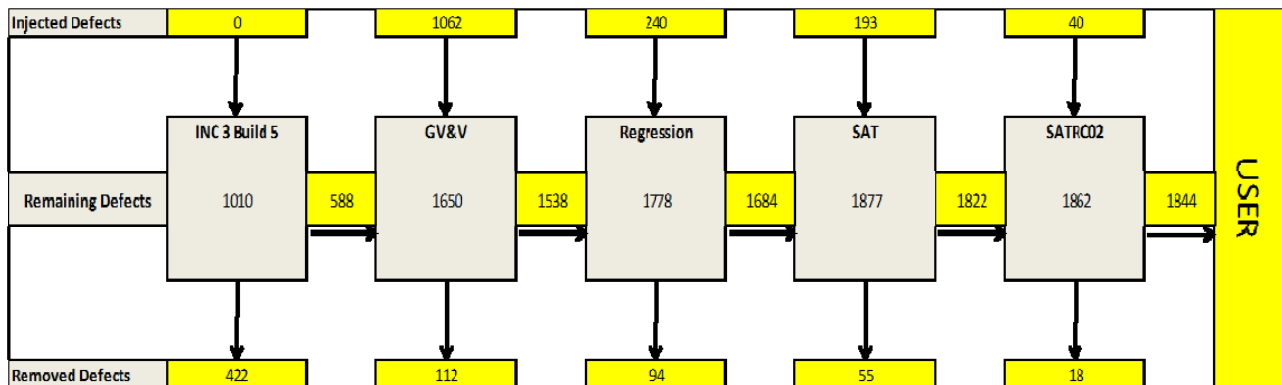 Injected Defects 0 1062 240 193 40
INC 3 Build 5 GV&V Regression SAT SATRC02
Remaining Defects 1010 588 1650 1538 1778 1684 1877 1822 1862 1844
USER
Removed Defects 422 112 94 55 18